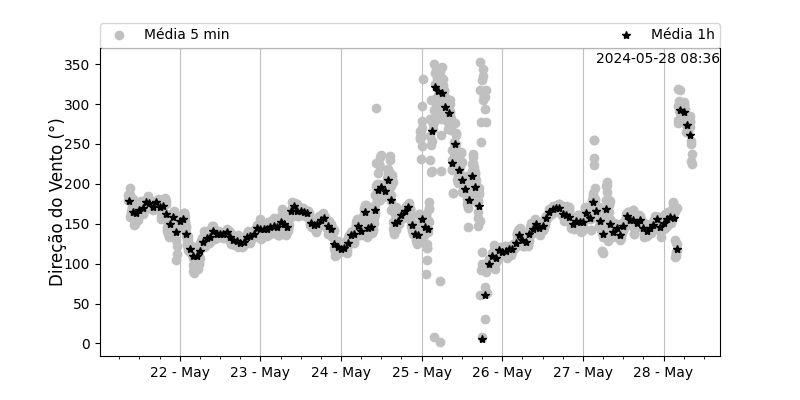 Média 5 min
Média 1h
2024-05-28 08:36
Direção do Vento (°)
350
300
250
200
150
100
50
0
22 - May
23 - May
24 - May
25 - May
26 - May
27 - May
28 - May